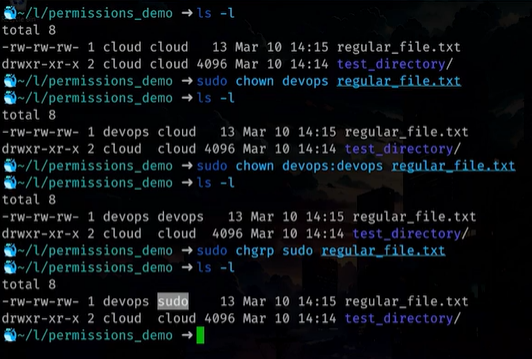 ~/l/permissions_demo → ls -l
total 8
-rw-rw-rw- 1 cloud cloud   13 Mar 10 14:15 regular_file.txt
drwxr-xr-x 2 cloud cloud 4096 Mar 10 14:14 test_directory/
~/l/permissions_demo → sudo chown devops regular_file.txt
~/l/permissions_demo → ls -l
total 8
-rw-rw-rw- 1 devops cloud   13 Mar 10 14:15 regular_file.txt
drwxr-xr-x 2 cloud  cloud 4096 Mar 10 14:14 test_directory/
~/l/permissions_demo → sudo chown devops:devops regular_file.txt
~/l/permissions_demo → ls -l
total 8
-rw-rw-rw- 1 devops devops   13 Mar 10 14:15 regular_file.txt
drwxr-xr-x 2 cloud  cloud  4096 Mar 10 14:14 test_directory/
~/l/permissions_demo → sudo chgrp sudo regular_file.txt
~/l/permissions_demo → ls -l
total 8
-rw-rw-rw- 1 devops sudo    13 Mar 10 14:15 regular_file.txt
drwxr-xr-x 2 cloud  cloud 4096 Mar 10 14:14 test_directory/
~/l/permissions_demo →